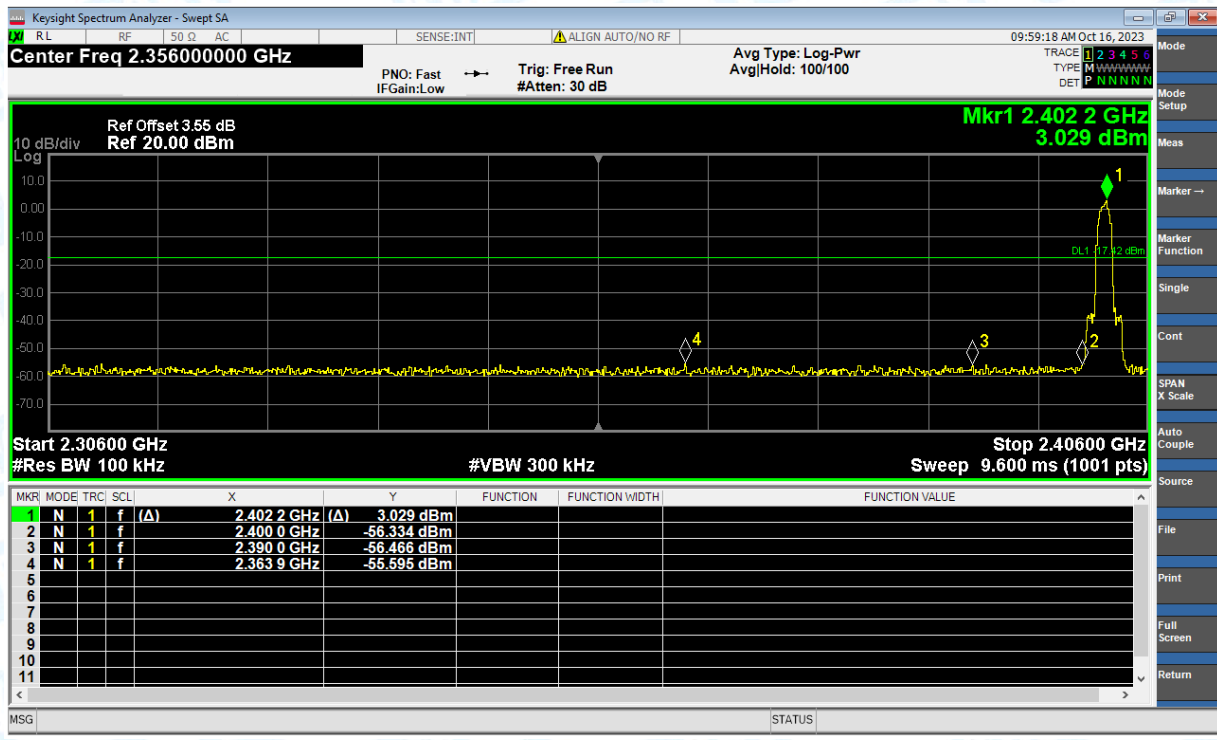 Keysight Spectrum Analyzer - Swept SA
LXI RL RF 50 Ω AC SENSE:INT ALIGN AUTO/NO RF 09:59:18 AM Oct 16, 2023
Center Freq 2.356000000 GHz
PNO: Fast
IFGain:Low
Trig: Free Run
#Atten: 30 dB
Avg Type: Log-Pwr
Avg|Hold: 100/100
TRACE 1 2 3 4 5 6
TYPE M WWWWW
DET P N N N N N
Ref Offset 3.55 dB
10 dB/div Ref 20.00 dBm
Log
Mkr1 2.402 2 GHz
3.029 dBm
10.0
0.00
-10.0
-20.0
-30.0
-40.0
-50.0
-60.0
-70.0
1
DL1 -17.42 dBm
4
3
2
Start 2.30600 GHz Stop 2.40600 GHz
#Res BW 100 kHz #VBW 300 kHz Sweep 9.600 ms (1001 pts)
MKR MODE TRC SCL X Y FUNCTION FUNCTION WIDTH FUNCTION VALUE
1 N 1 f (Δ) 2.402 2 GHz (Δ) 3.029 dBm
2 N 1 f 2.400 0 GHz -56.334 dBm
3 N 1 f 2.390 0 GHz -56.466 dBm
4 N 1 f 2.363 9 GHz -55.595 dBm
5
6
7
8
9
10
11
MSG STATUS
Mode
Mode
Setup
Meas
Marker →
Marker
Function
Single
Cont
SPAN
X Scale
Auto
Couple
Source
File
Print
Full
Screen
Return